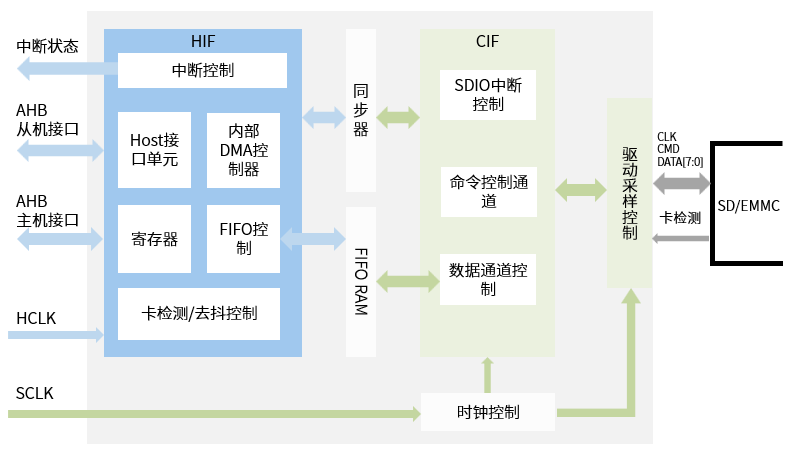 中断状态
AHB
从机接口
AHB
主机接口
HCLK
SCLK
HIF
中断控制
Host接
口单元
内部
DMA控
制器
寄存器
FIFO控
制
卡检测/去抖控制
同步器
FIFO RAM
CIF
SDIO中断
控制
命令控制通
道
数据通道控
制
时钟控制
驱动采样控制
CLK
CMD
DATA[7:0]
卡检测
SD/EMMC